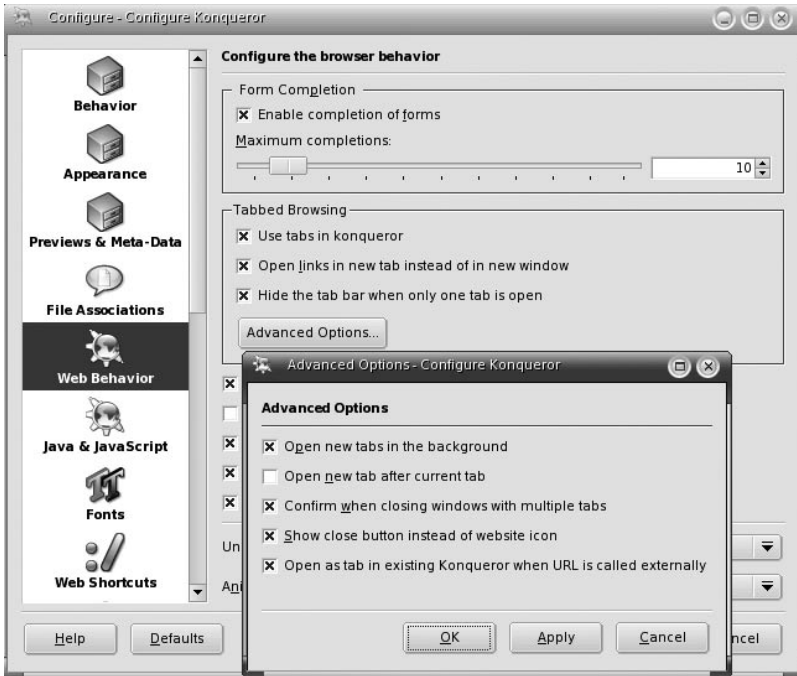 Configure - Configure Konqueror
Behavior
Appearance
Previews & Meta-Data
File Associations
Web Behavior
Java & JavaScript
Fonts
Web Shortcuts
Configure the browser behavior
Form Completion
Enable completion of forms
Maximum completions:
10
Tabbed Browsing
Use tabs in konqueror
Open links in new tab instead of in new window
Hide the tab bar when only one tab is open
Advanced Options...
Un
Ani
Help
Defaults
ncel
Advanced Options - Configure Konqueror
Advanced Options
Open new tabs in the background
Open new tab after current tab
Confirm when closing windows with multiple tabs
Show close button instead of website icon
Open as tab in existing Konqueror when URL is called externally
OK
Apply
Cancel